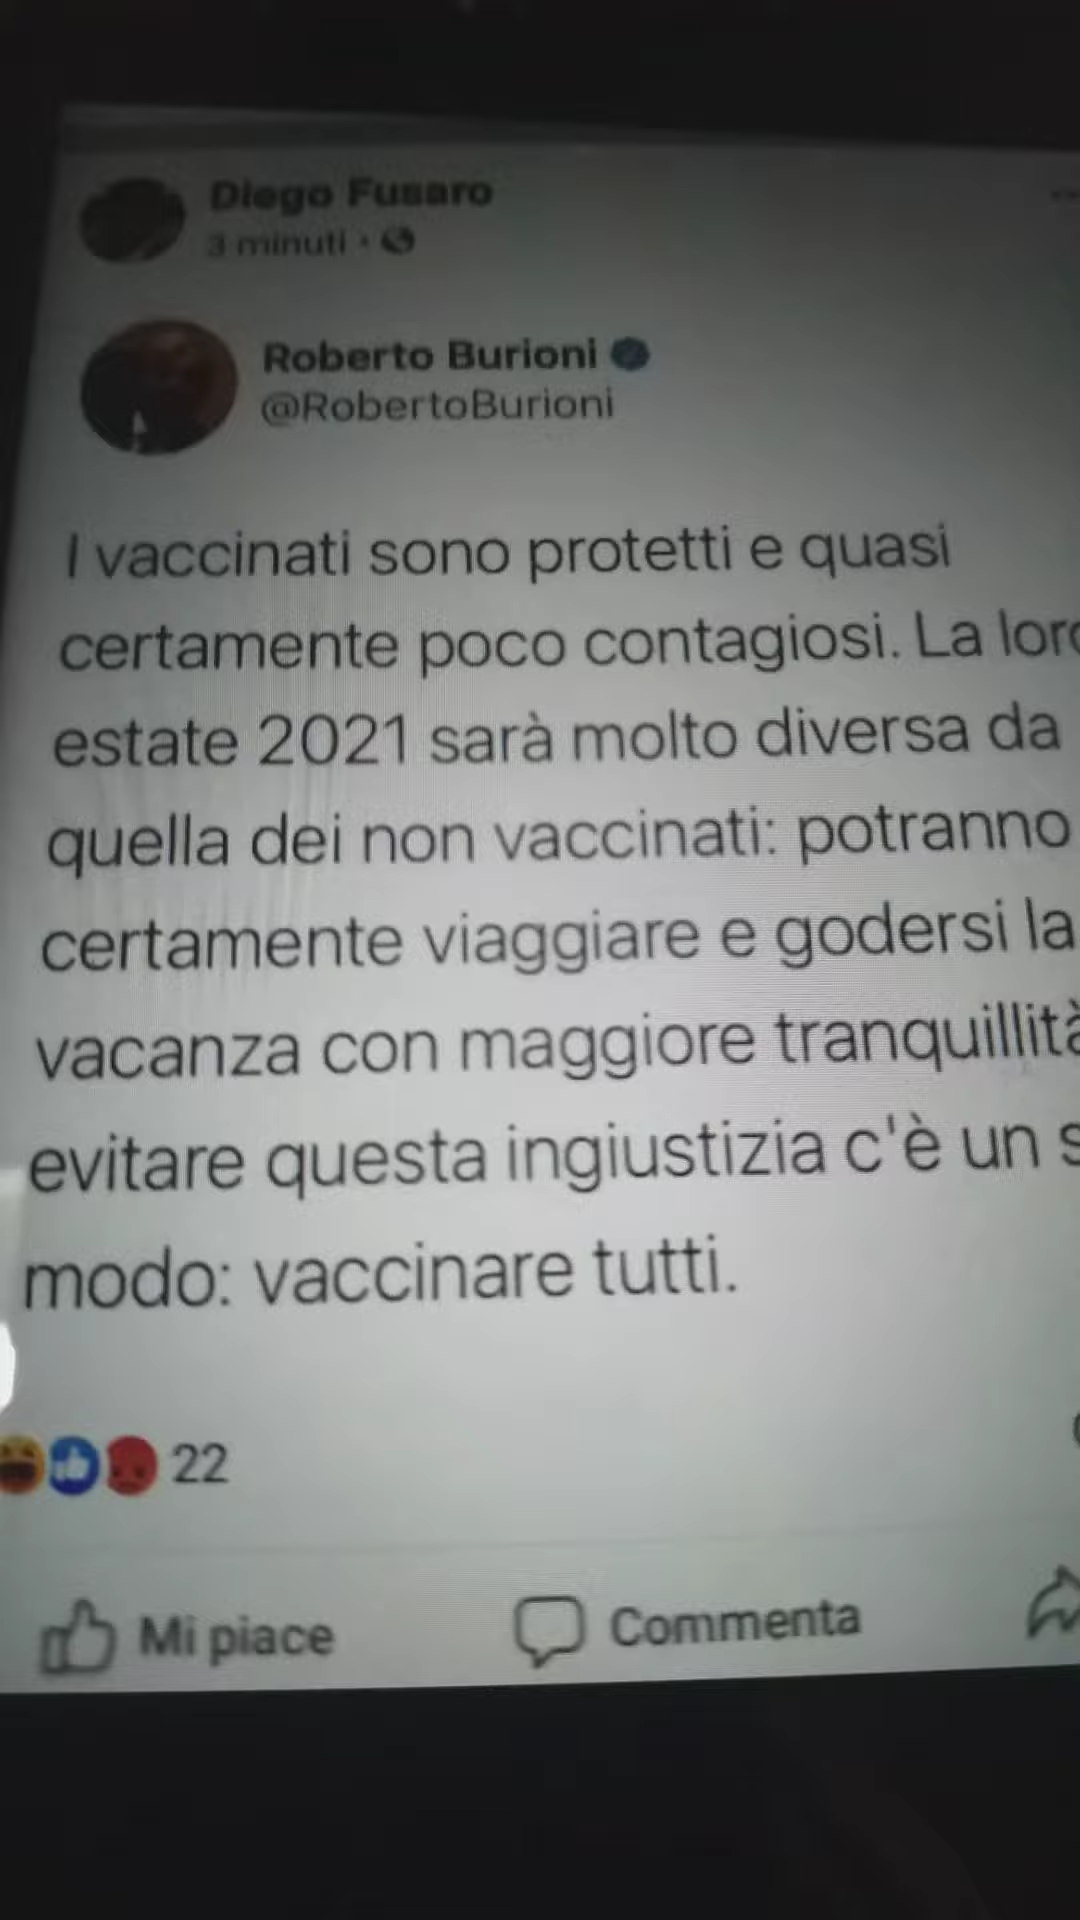 Diego Fusaro
3 minuti ·
Roberto Burioni
@RobertoBurioni
I vaccinati sono protetti e quasi
certamente poco contagiosi. La
estate 2021 sarà molto diversa da
quella dei non vaccinati: potranno
certamente viaggiare e godersi la
vacanza con maggiore tranquillità
evitare questa ingiustizia c'è un
modo: vaccinare tutti.
22
Mi piace
Commenta